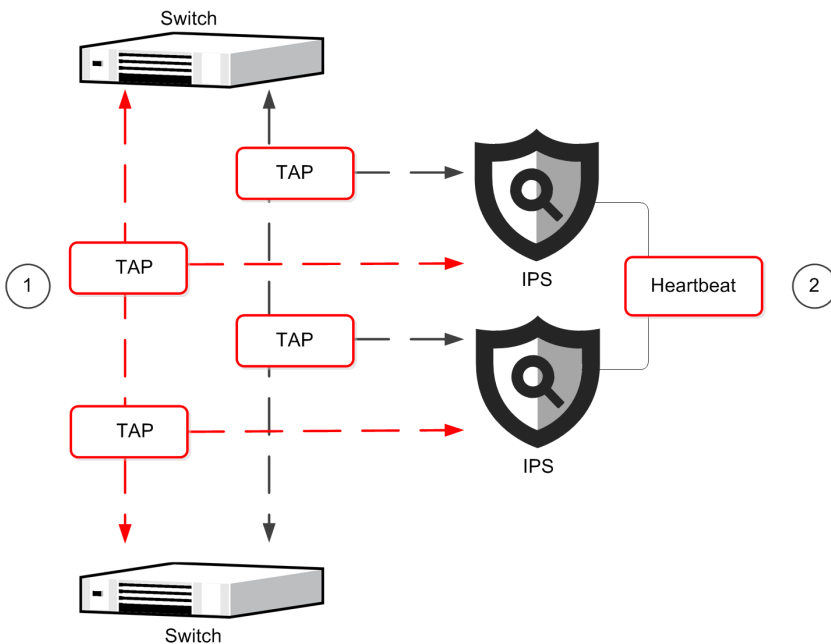 Switch
TAP
TAP
IPS
1
Heartbeat
2
TAP
TAP
IPS
Switch